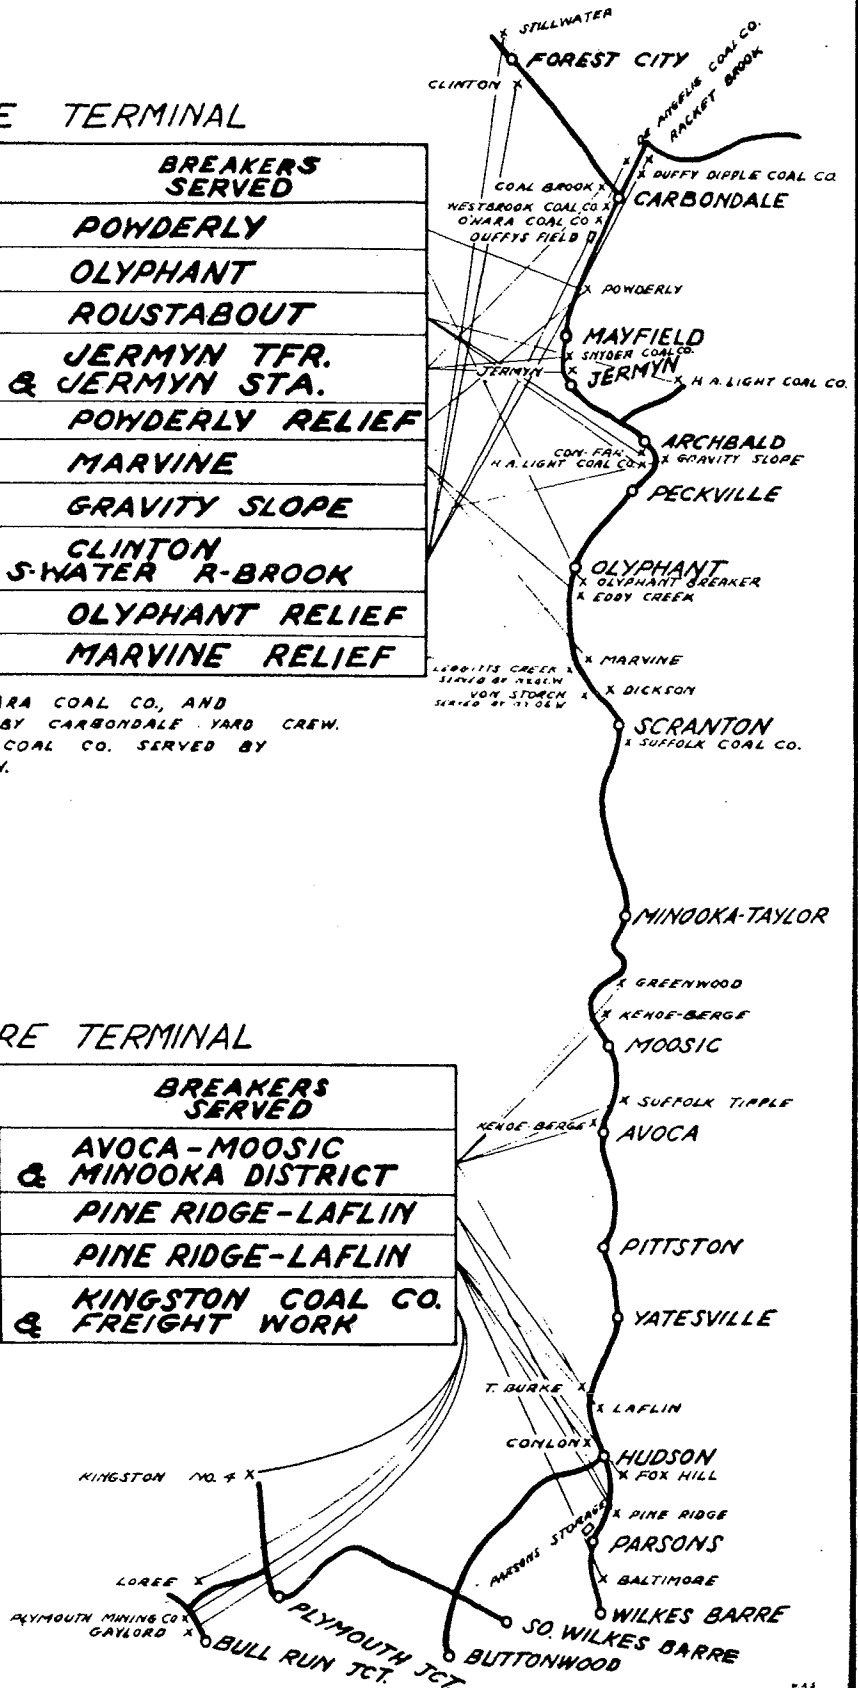 E TERMINAL
BREAKERS
SERVED
POWDERLY
OLYPHANT
ROUSTABOUT
JERMYN TFR.
& JERMYN STA.
POWDERLY RELIEF
MARVINE
GRAVITY SLOPE
CLINTON
S-WATER R-BROOK
OLYPHANT RELIEF
MARVINE RELIEF
ARA COAL CO., AND
BY CARBONDALE YARD CREW.
COAL CO. SERVED BY
STILLWATER
FOREST CITY
CLINTON
DE ANGELIS COAL CO.
RACKET BROOK
DUFFY DIPPLE COAL CO.
COAL BROOK
CARBONDALE
WESTBROOK COAL CO.
O'HARA COAL CO
DUFFYS FIELD
POWDERLY
MAYFIELD
SNYDER COAL CO.
JERMYN
JERMYN
H.A. LIGHT COAL CO.
ARCHBALD
CON-FAR
GRAVITY SLOPE
H.A. LIGHT COAL CO.
PECKVILLE
OLYPHANT
OLYPHANT BREAKER
EDDY CREEK
MARVINE
LEGGITTS CREEK
SERVED BY
VON STORCH
SERVED BY
DICKSON
SCRANTON
SUFFOLK COAL CO.
MINOOKA-TAYLOR
GREENWOOD
KEHOE-BERGE
MOOSIC
SUFFOLK TIPPLE
KEHOE-BERGE
AVOCA
PITTSTON
YATESVILLE
T. BURKE
LAFLIN
CONLON
HUDSON
FOX HILL
PINE RIDGE
PARSONS STORAGE
PARSONS
BALTIMORE
WILKES BARRE
SO. WILKES BARRE
BUTTONWOOD
RE TERMINAL
BREAKERS
SERVED
AVOCA-MOOSIC
& MINOOKA DISTRICT
PINE RIDGE-LAFLIN
PINE RIDGE-LAFLIN
KINGSTON COAL CO.
& FREIGHT WORK
KINGSTON NO. 4
LOREE
PLYMOUTH MINING CO
GAYLORD
BULL RUN JCT.
PLYMOUTH JCT